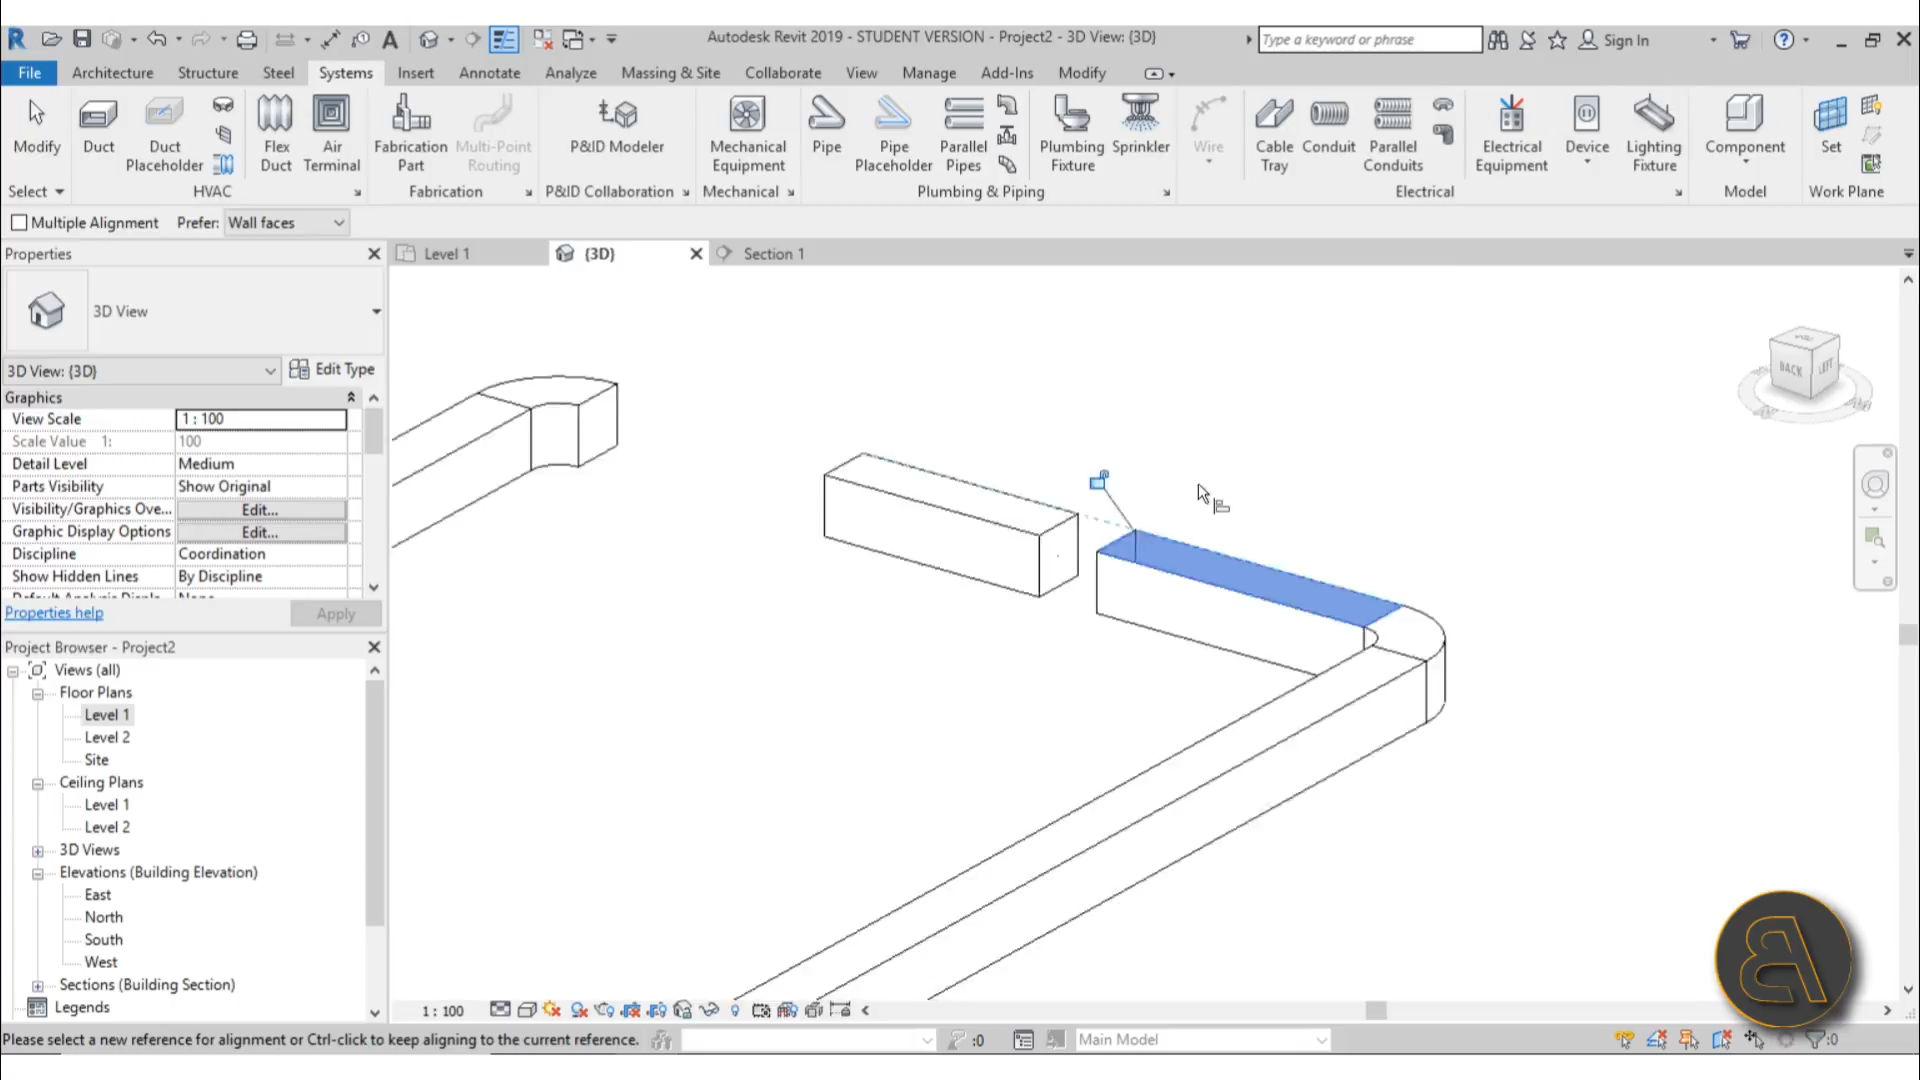 Autodesk Revit 2019 - STUDENT VERSION - Project2 - 3D View: {3D}
Type a keyword or phrase
Sign In
File Architecture Structure Steel Systems Insert Annotate Analyze Massing & Site Collaborate View Manage Add-Ins Modify
Modify Duct Duct Placeholder Flex Duct Air Terminal Fabrication Part Multi-Point Routing P&ID Modeler Mechanical Equipment Pipe Pipe Placeholder Parallel Pipes Plumbing Fixture Sprinkler Wire Cable Tray Conduit Parallel Conduits Electrical Equipment Device Lighting Fixture Component Set
Select HVAC Fabrication P&ID Collaboration Mechanical Plumbing & Piping Electrical Model Work Plane
Multiple Alignment Prefer: Wall faces
Properties
Level 1 {3D} Section 1
3D View
3D View: {3D} Edit Type
Graphics
View Scale 1 : 100
Scale Value 1: 100
Detail Level Medium
Parts Visibility Show Original
Visibility/Graphics Ove... Edit...
Graphic Display Options Edit...
Discipline Coordination
Show Hidden Lines By Discipline
Properties help Apply
Project Browser - Project2
Views (all)
Floor Plans
Level 1
Level 2
Site
Ceiling Plans
Level 1
Level 2
3D Views
Elevations (Building Elevation)
East
North
South
West
Sections (Building Section)
Legends
BACK LEFT
1 : 100
Please select a new reference for alignment or Ctrl-click to keep aligning to the current reference.
:0
Main Model
:0